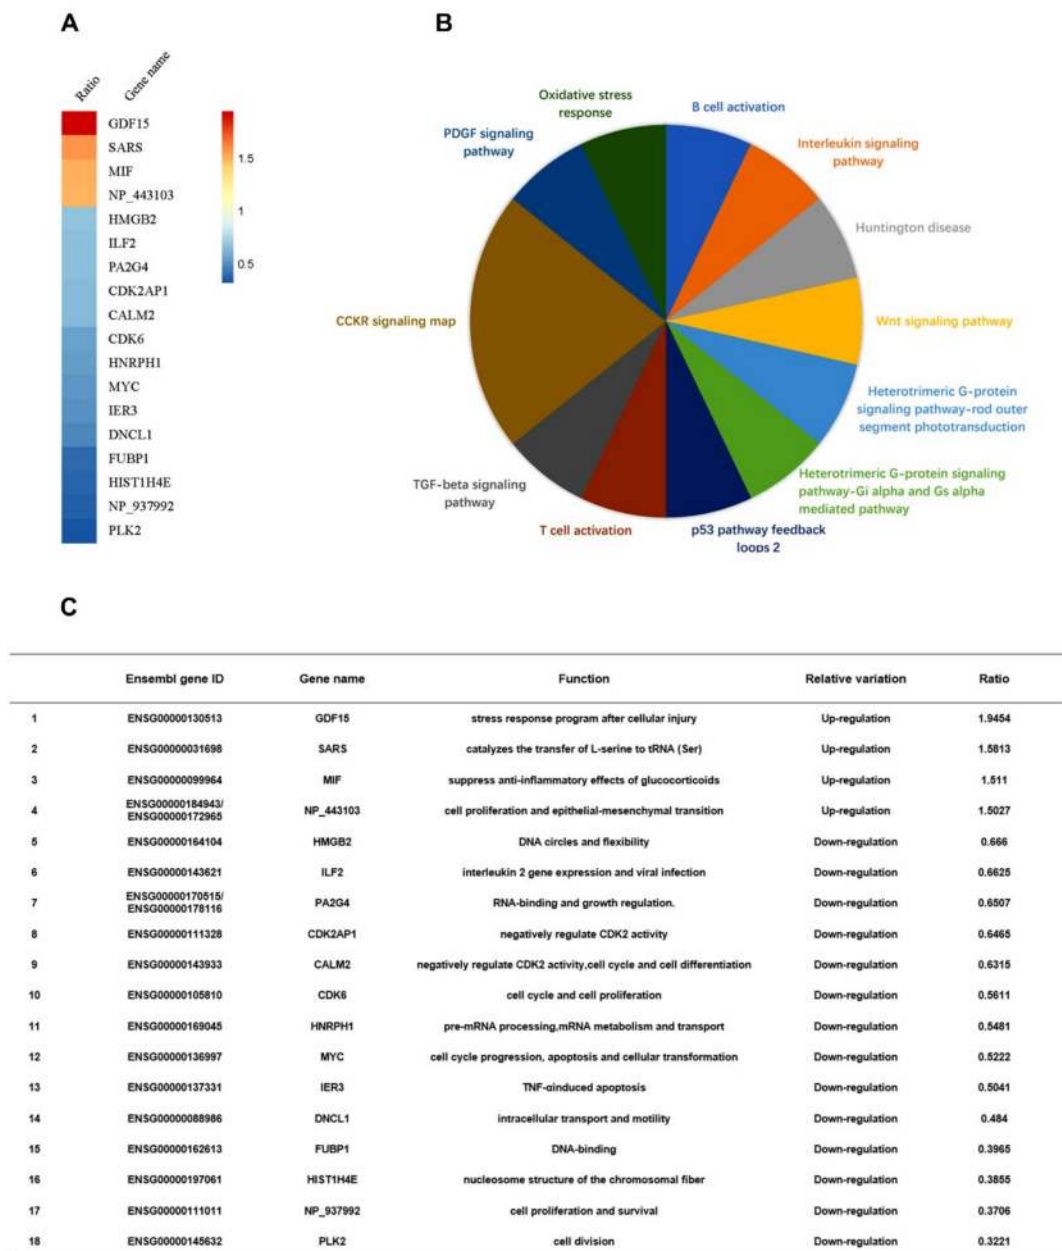 A
B
Ratio
Gene name
GDF15
SARS
MIF
NP_443103
HMGB2
ILF2
PA2G4
CDK2AP1
CALM2
CDK6
HNRPH1
MYC
IER3
DNCL1
FUBP1
HIST1H4E
NP_937992
PLK2
1.5
1
0.5
Oxidative stress
response
B cell activation
PDGF signaling
pathway
Interleukin signaling
pathway
Huntington disease
CCKR signaling map
Wnt signaling pathway
Heterotrimeric G-protein
signaling pathway-rod outer
segment phototransduction
TGF-beta signaling
pathway
Heterotrimeric G-protein signaling
pathway-Gi alpha and Gs alpha
mediated pathway
T cell activation
p53 pathway feedback
loops 2
C
Ensembl gene ID Gene name Function Relative variation Ratio
1 ENSG00000130513 GDF15 stress response program after cellular injury Up-regulation 1.9454
2 ENSG00000031698 SARS catalyzes the transfer of L-serine to tRNA (Ser) Up-regulation 1.5813
3 ENSG00000099964 MIF suppress anti-inflammatory effects of glucocorticoids Up-regulation 1.511
4 ENSG00000184943/
ENSG00000172965 NP_443103 cell proliferation and epithelial-mesenchymal transition Up-regulation 1.5027
5 ENSG00000164104 HMGB2 DNA circles and flexibility Down-regulation 0.666
6 ENSG00000143621 ILF2 interleukin 2 gene expression and viral infection Down-regulation 0.6625
7 ENSG00000170515/
ENSG00000178116 PA2G4 RNA-binding and growth regulation. Down-regulation 0.6507
8 ENSG00000111328 CDK2AP1 negatively regulate CDK2 activity Down-regulation 0.6465
9 ENSG00000143933 CALM2 negatively regulate CDK2 activity,cell cycle and cell differentiation Down-regulation 0.6315
10 ENSG00000105810 CDK6 cell cycle and cell proliferation Down-regulation 0.5611
11 ENSG00000169045 HNRPH1 pre-mRNA processing,mRNA metabolism and transport Down-regulation 0.5481
12 ENSG00000136997 MYC cell cycle progression, apoptosis and cellular transformation Down-regulation 0.5222
13 ENSG00000137331 IER3 TNF-αinduced apoptosis Down-regulation 0.5041
14 ENSG00000088986 DNCL1 intracellular transport and motility Down-regulation 0.484
15 ENSG00000162613 FUBP1 DNA-binding Down-regulation 0.3965
16 ENSG00000197061 HIST1H4E nucleosome structure of the chromosomal fiber Down-regulation 0.3855
17 ENSG00000111011 NP_937992 cell proliferation and survival Down-regulation 0.3706
18 ENSG00000145632 PLK2 cell division Down-regulation 0.3221